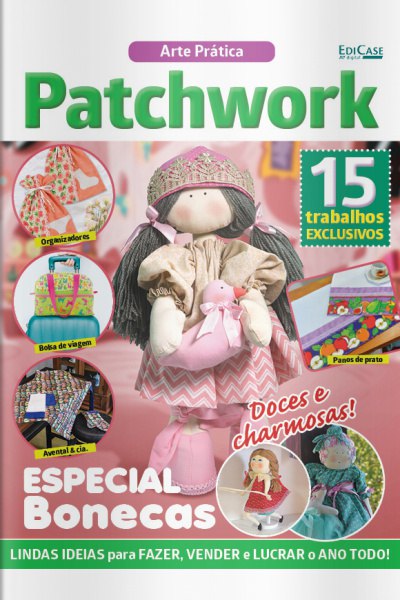 Arte Prática
EDICASE
digital
Patchwork
15
trabalhos
EXCLUSIVOS
Organizadores
Bolsa de viagem
Panos de prato
Avental & cia.
Doces e
charmosas!
ESPECIAL
Bonecas
LINDAS IDEIAS para FAZER, VENDER e LUCRAR o ANO TODO!